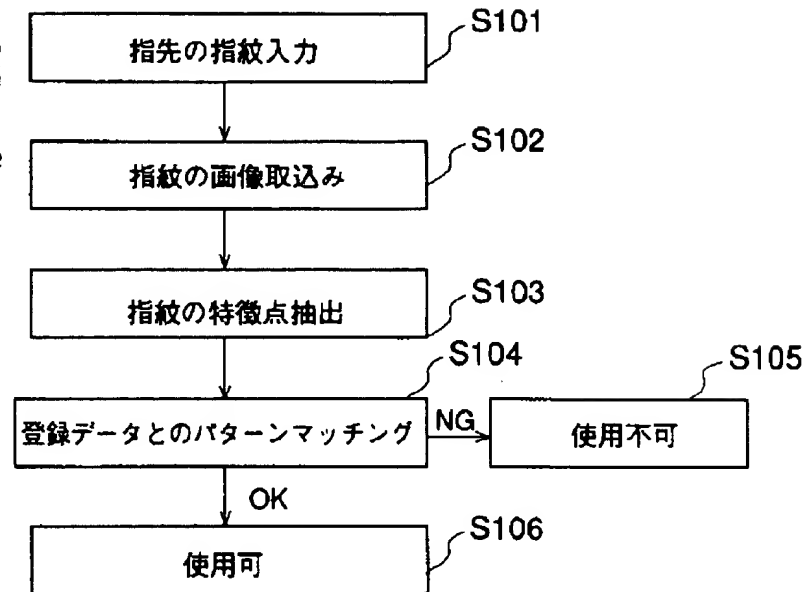 指先の指紋入力
S101
指紋の画像取込み
S102
指紋の特徴点抽出
S103
登録データとのパターンマッチング
S104
NG
使用不可
S105
OK
使用可
S106